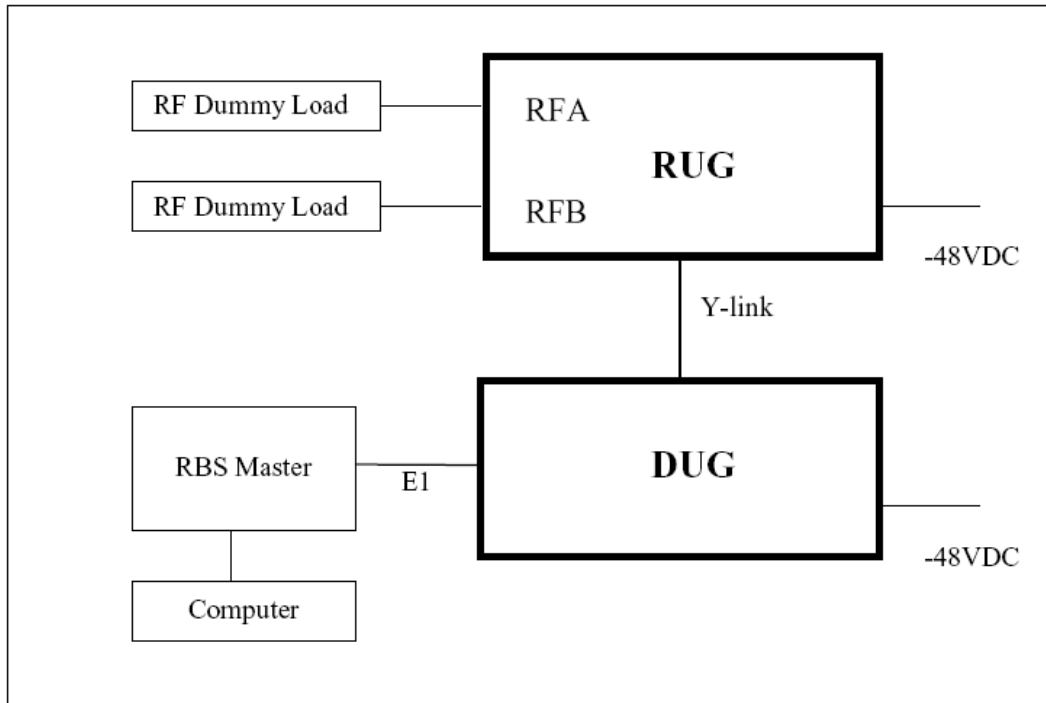 RF Dummy Load
RFA
RUG
RF Dummy Load
RFB
-48VDC
Y-link
RBS Master
E1
DUG
-48VDC
Computer